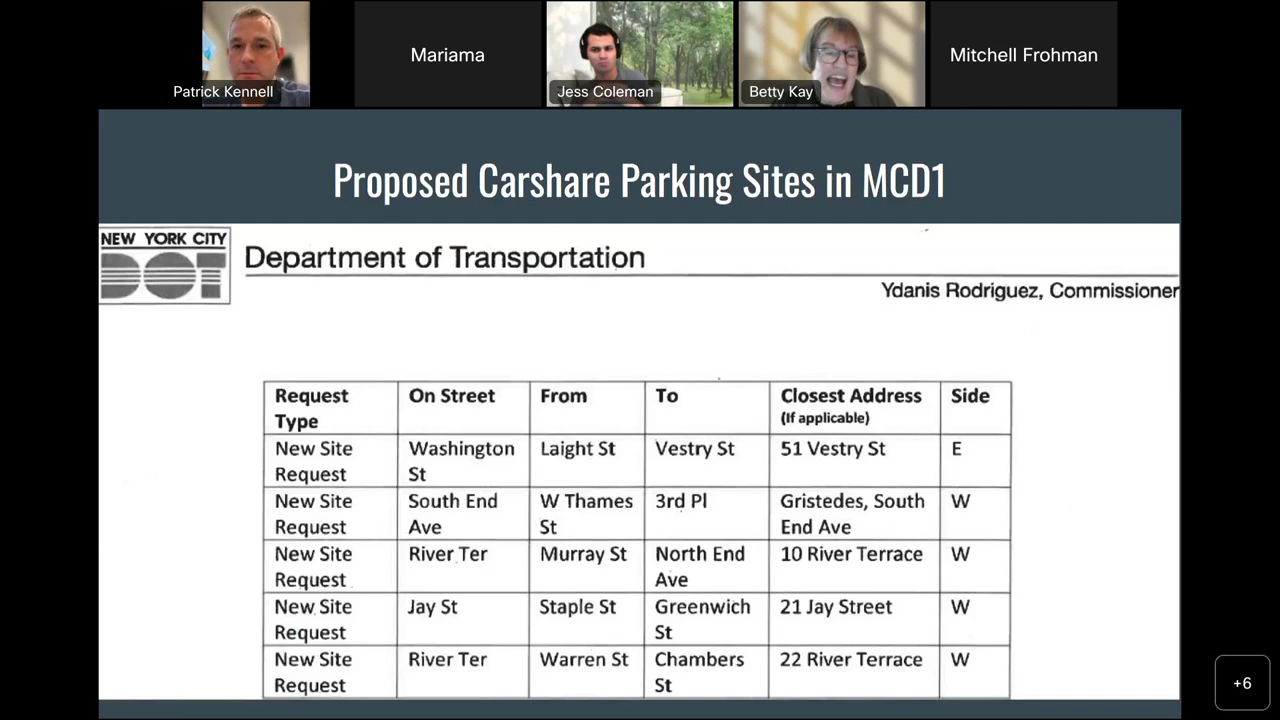 Patrick Kennell
Mariama
Jess Coleman
Betty Kay
Mitchell Frohman
Proposed Carshare Parking Sites in MCD1
NEW YORK CITY
DOT
Department of Transportation
Ydanis Rodriguez, Commissioner
Request Type On Street From To Closest Address (If applicable) Side
New Site Request Washington St Laight St Vestry St 51 Vestry St E
New Site Request South End Ave W Thames St 3rd Pl Gristedes, South End Ave W
New Site Request River Ter Murray St North End Ave 10 River Terrace W
New Site Request Jay St Staple St Greenwich St 21 Jay Street W
New Site Request River Ter Warren St Chambers St 22 River Terrace W
+6